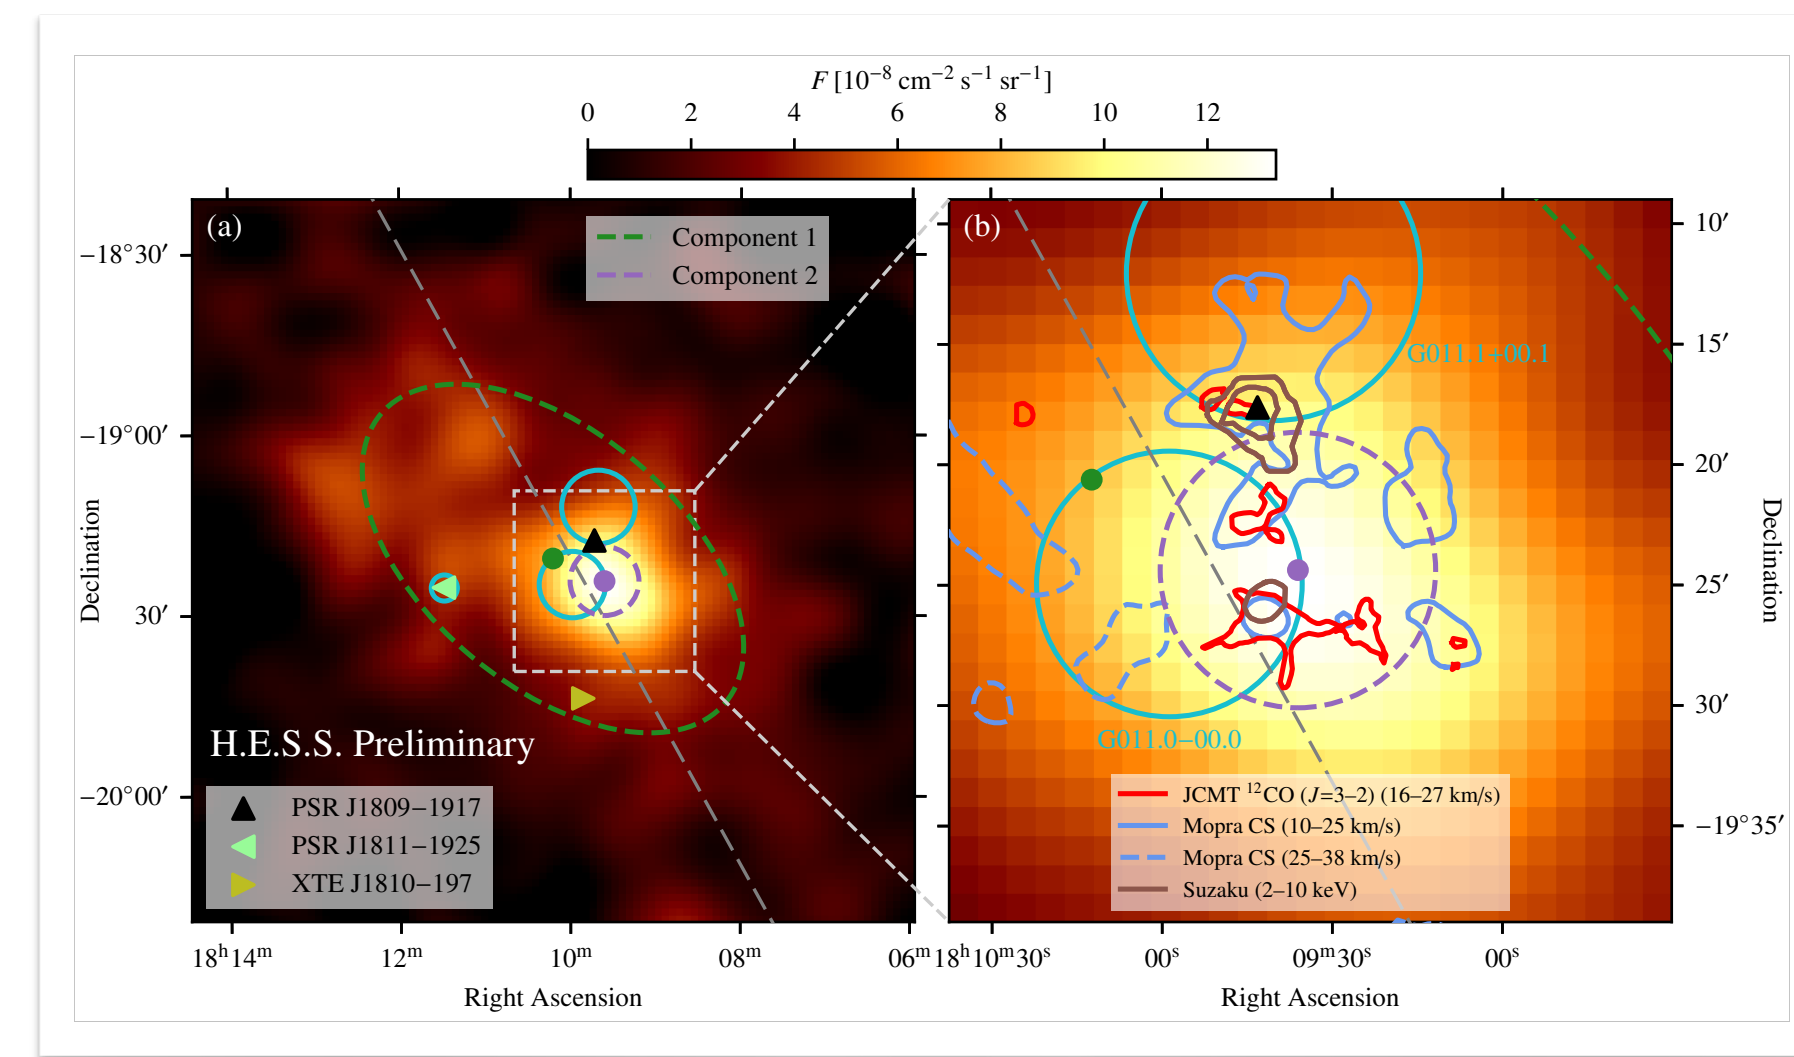 F [10⁻⁸ cm⁻² s⁻¹ sr⁻¹]
0 2 4 6 8 10 12
(a)
Component 1
Component 2
−18°30′
−19°00′
30′
−20°00′
Declination
H.E.S.S. Preliminary
PSR J1809−1917
PSR J1811−1925
XTE J1810−197
18ʰ14ᵐ 12ᵐ 10ᵐ 08ᵐ 06ᵐ
Right Ascension
(b)
G011.1+00.1
G011.0−00.0
JCMT ¹²CO (J=3–2) (16–27 km/s)
Mopra CS (10–25 km/s)
Mopra CS (25–38 km/s)
Suzaku (2–10 keV)
10′
15′
20′
25′
30′
−19°35′
Declination
18ʰ10ᵐ30ˢ 00ˢ 09ᵐ30ˢ 00ˢ
Right Ascension